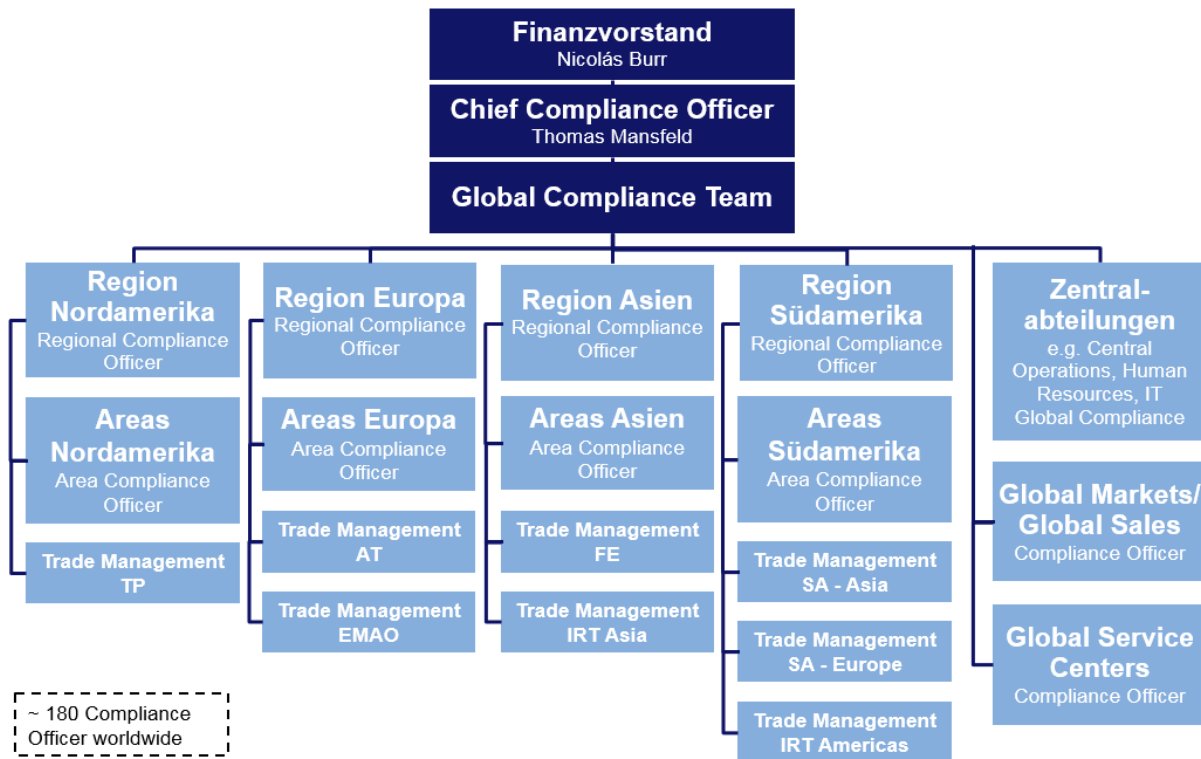 Finanzvorstand
Nicolás Burr
Chief Compliance Officer
Thomas Mansfeld
Global Compliance Team
Region
Nordamerika
Regional Compliance
Officer
Areas
Nordamerika
Area Compliance
Officer
Trade Management
TP
Region Europa
Regional Compliance
Officer
Areas Europa
Area Compliance
Officer
Trade Management
AT
Trade Management
EMAO
Region Asien
Regional Compliance
Officer
Areas Asien
Area Compliance
Officer
Trade Management
FE
Trade Management
IRT Asia
Region
Südamerika
Regional Compliance
Officer
Areas
Südamerika
Area Compliance
Officer
Trade Management
SA - Asia
Trade Management
SA - Europe
Trade Management
IRT Americas
Zentral-
abteilungen
e.g. Central
Operations, Human
Resources, IT
Global Compliance
Global Markets/
Global Sales
Compliance Officer
Global Service
Centers
Compliance Officer
~ 180 Compliance
Officer worldwide